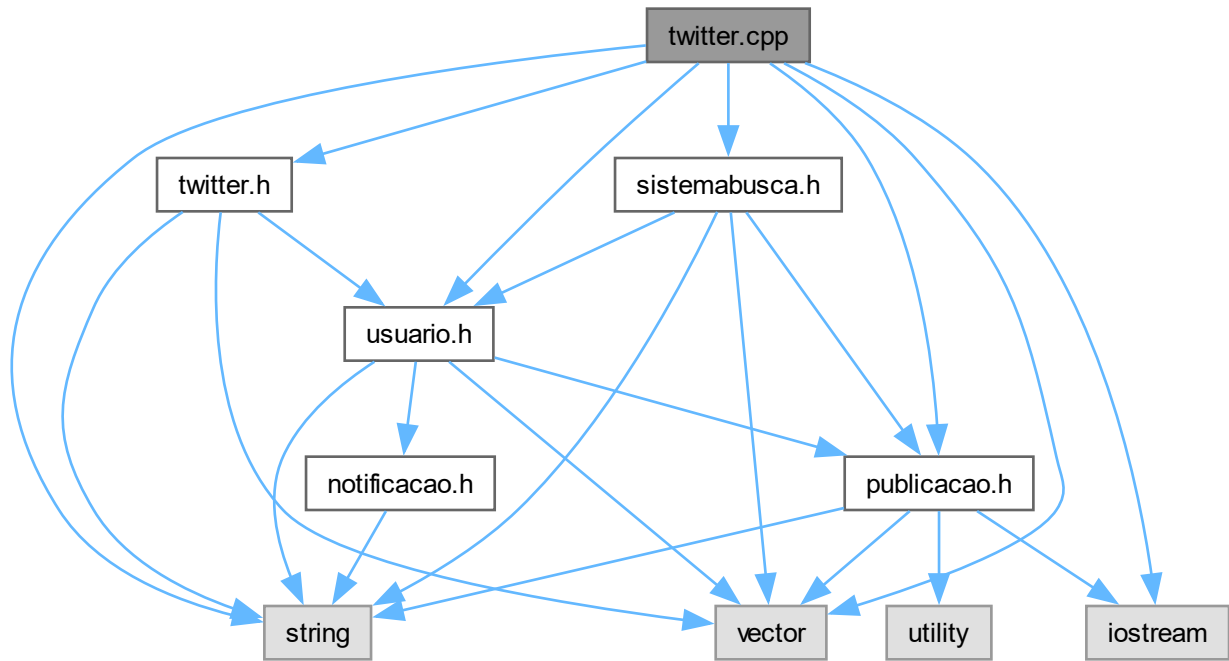 twitter.cpp
twitter.h
sistemabusca.h
usuario.h
notificacao.h
publicacao.h
string
vector
utility
iostream